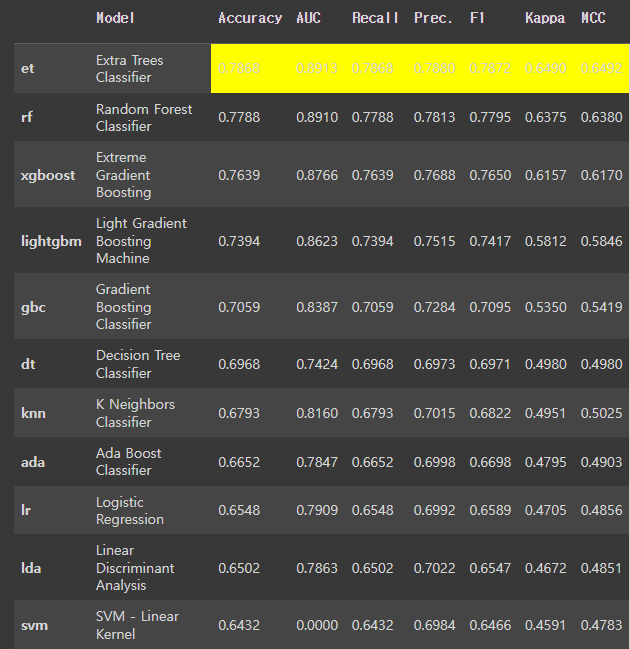 Model Accuracy AUC Recall Prec. F1 Kappa MCC
et Extra Trees Classifier 0.7868 0.8913 0.7868 0.7880 0.7872 0.6490 0.6492
rf Random Forest Classifier 0.7788 0.8910 0.7788 0.7813 0.7795 0.6375 0.6380
xgboost Extreme Gradient Boosting 0.7639 0.8766 0.7639 0.7688 0.7650 0.6157 0.6170
lightgbm Light Gradient Boosting Machine 0.7394 0.8623 0.7394 0.7515 0.7417 0.5812 0.5846
gbc Gradient Boosting Classifier 0.7059 0.8387 0.7059 0.7284 0.7095 0.5350 0.5419
dt Decision Tree Classifier 0.6968 0.7424 0.6968 0.6973 0.6971 0.4980 0.4980
knn K Neighbors Classifier 0.6793 0.8160 0.6793 0.7015 0.6822 0.4951 0.5025
ada Ada Boost Classifier 0.6652 0.7847 0.6652 0.6998 0.6698 0.4795 0.4903
lr Logistic Regression 0.6548 0.7909 0.6548 0.6992 0.6589 0.4705 0.4856
lda Linear Discriminant Analysis 0.6502 0.7863 0.6502 0.7022 0.6547 0.4672 0.4851
svm SVM - Linear Kernel 0.6432 0.0000 0.6432 0.6984 0.6466 0.4591 0.4783